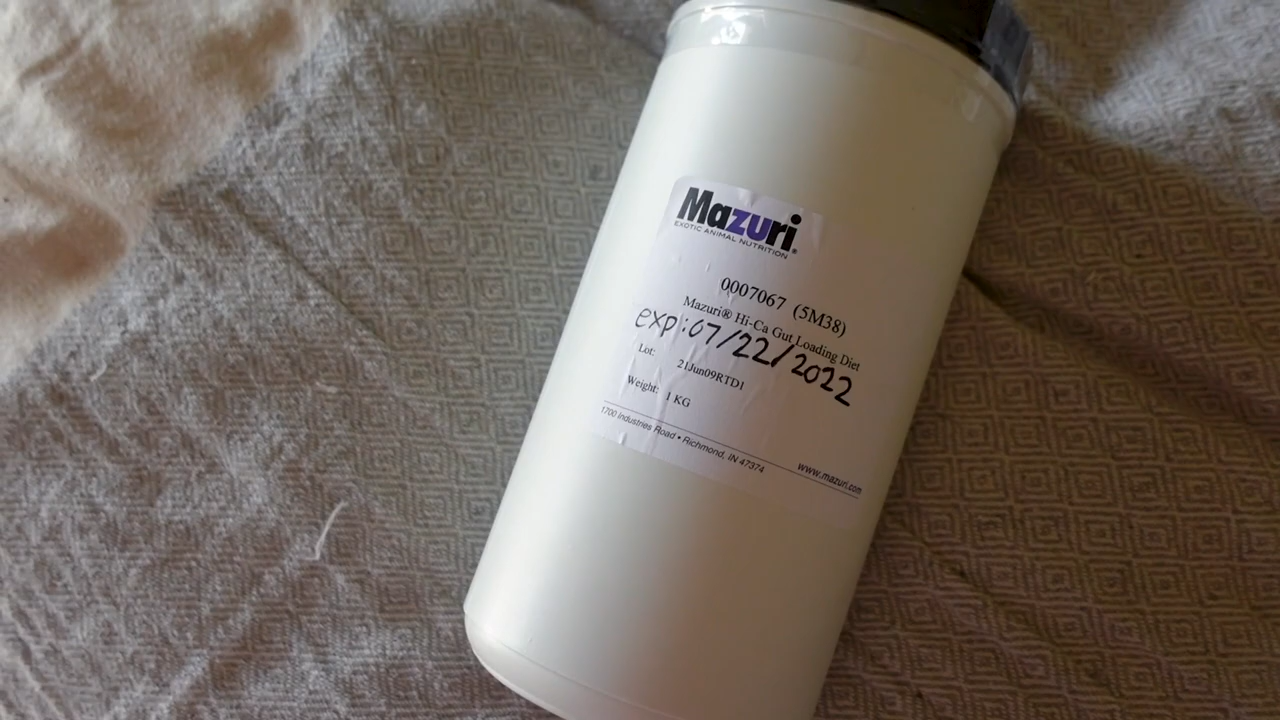 Mazuri®
EXOTIC ANIMAL NUTRITION
0007067 (5M38)
Mazuri® Hi-Ca Gut Loading Diet
exp: 07/22/2022
Lot: 21Jun09RTD1
Weight: 1 KG
1700 Industries Road • Richmond, IN 47374
www.mazuri.com